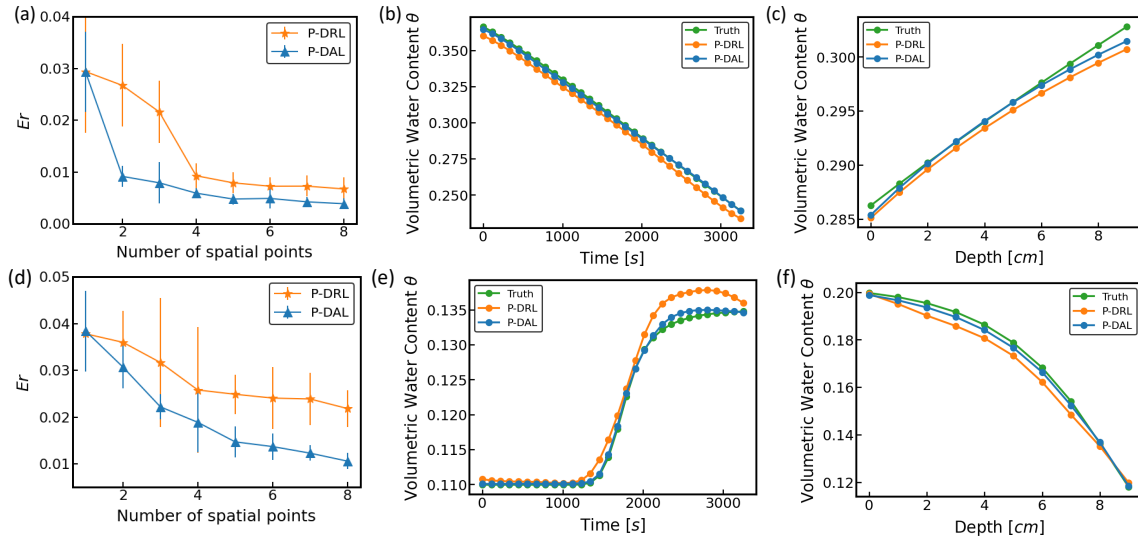 (a)
0.04
0.03
0.02
0.01
0.00
Er
P-DRL
P-DAL
2
4
6
8
Number of spatial points
(b)
0.350
0.325
0.300
0.275
0.250
Volumetric Water Content θ
Truth
P-DRL
P-DAL
0
1000
2000
3000
Time [s]
(c)
0.300
0.295
0.290
0.285
Volumetric Water Content θ
Truth
P-DRL
P-DAL
0
2
4
6
8
Depth [cm]
(d)
0.05
0.04
0.03
0.02
0.01
Er
P-DRL
P-DAL
2
4
6
8
Number of spatial points
(e)
0.135
0.130
0.125
0.120
0.115
0.110
Volumetric Water Content θ
Truth
P-DRL
P-DAL
0
1000
2000
3000
Time [s]
(f)
0.20
0.18
0.16
0.14
0.12
Volumetric Water Content θ
Truth
P-DRL
P-DAL
0
2
4
6
8
Depth [cm]